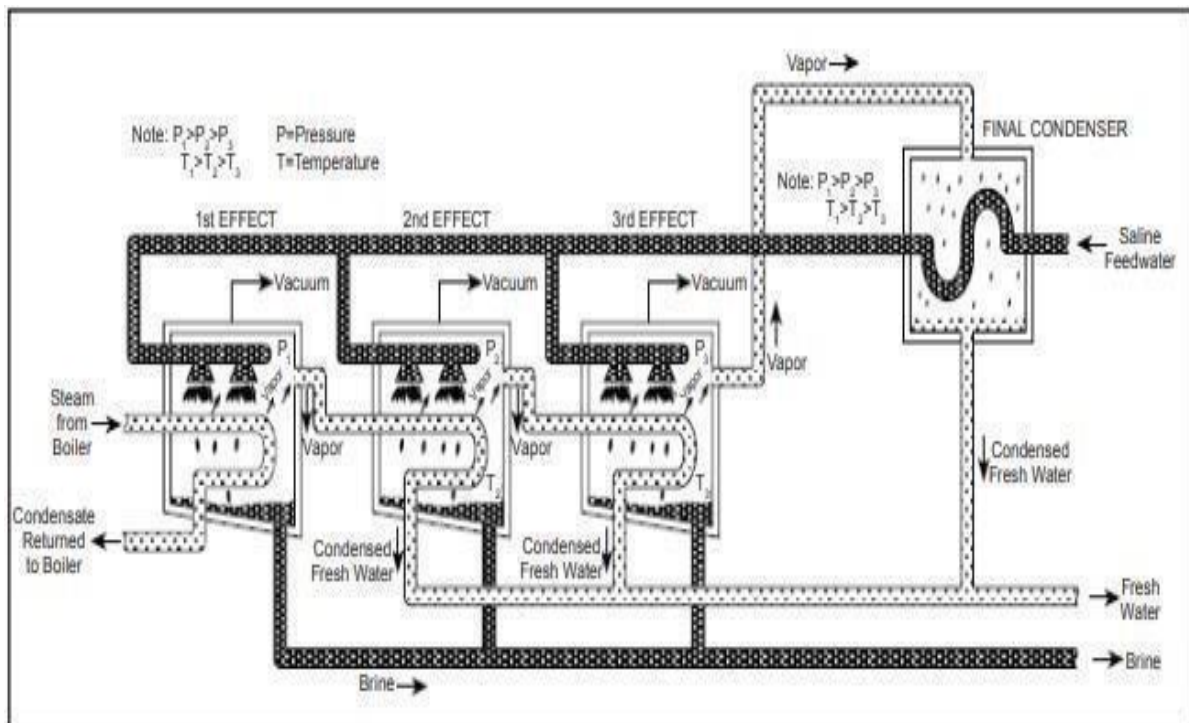 Vapor
Note: P1>P2>P3 P=Pressure
T1>T2>T3 T=Temperature
FINAL CONDENSER
Note: P1>P2>P3
T1>T2>T3
1st EFFECT
2nd EFFECT
3rd EFFECT
Saline
Feedwater
Vacuum
Vacuum
Vacuum
P1
P2
P3
Vapor
Vapor
Vapor
Vapor
Steam
from
Boiler
Vapor
Vapor
T2
T3
Condensed
Fresh Water
Condensate
Returned
to Boiler
Condensed
Fresh Water
Condensed
Fresh Water
Fresh
Water
Brine
Brine